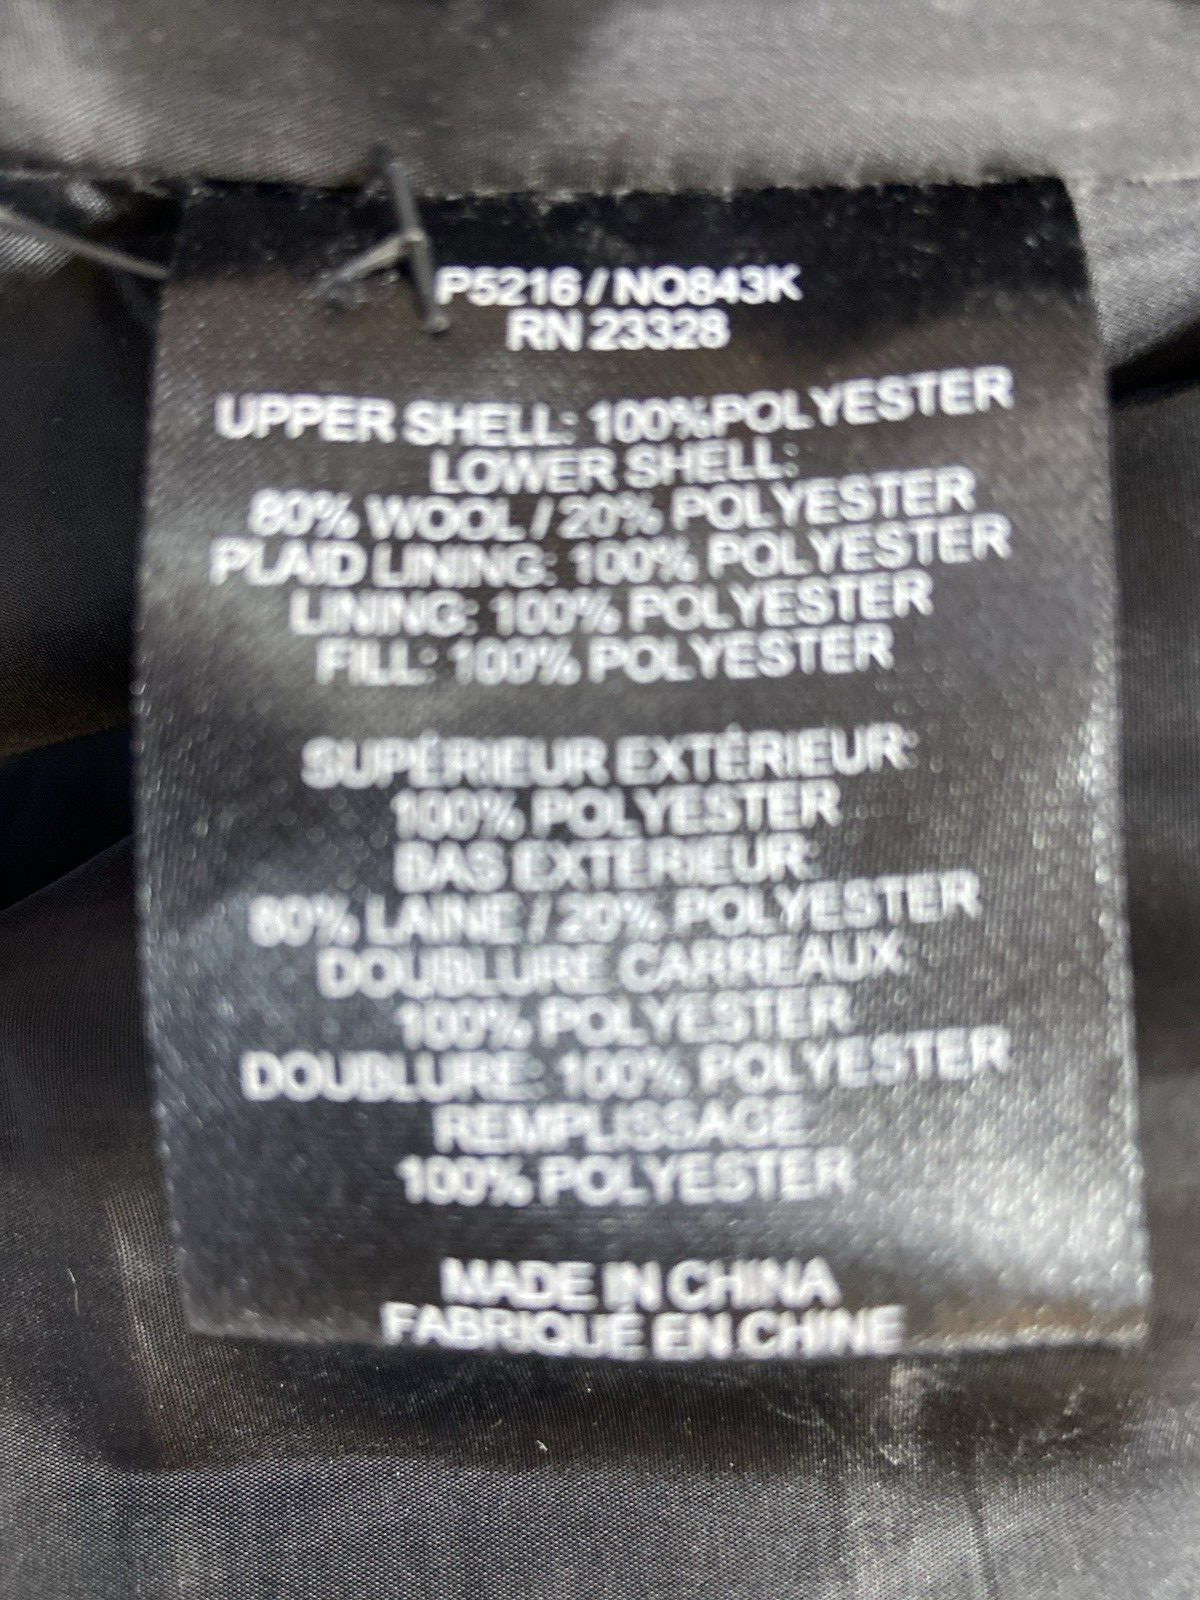 P5216 / NO843K
RN 23328
UPPER SHELL: 100%POLYESTER
LOWER SHELL:
80% WOOL / 20% POLYESTER
PLAID LINING: 100% POLYESTER
LINING: 100% POLYESTER
FILL: 100% POLYESTER
SUPÉRIEUR EXTÉRIEUR:
100% POLYESTER
BAS EXTÉRIEUR:
80% LAINE / 20% POLYESTER
DOUBLURE CARREAUX:
100% POLYESTER
DOUBLURE: 100% POLYESTER
REMPLISSAGE:
100% POLYESTER
MADE IN CHINA
FABRIQUÉ EN CHINE